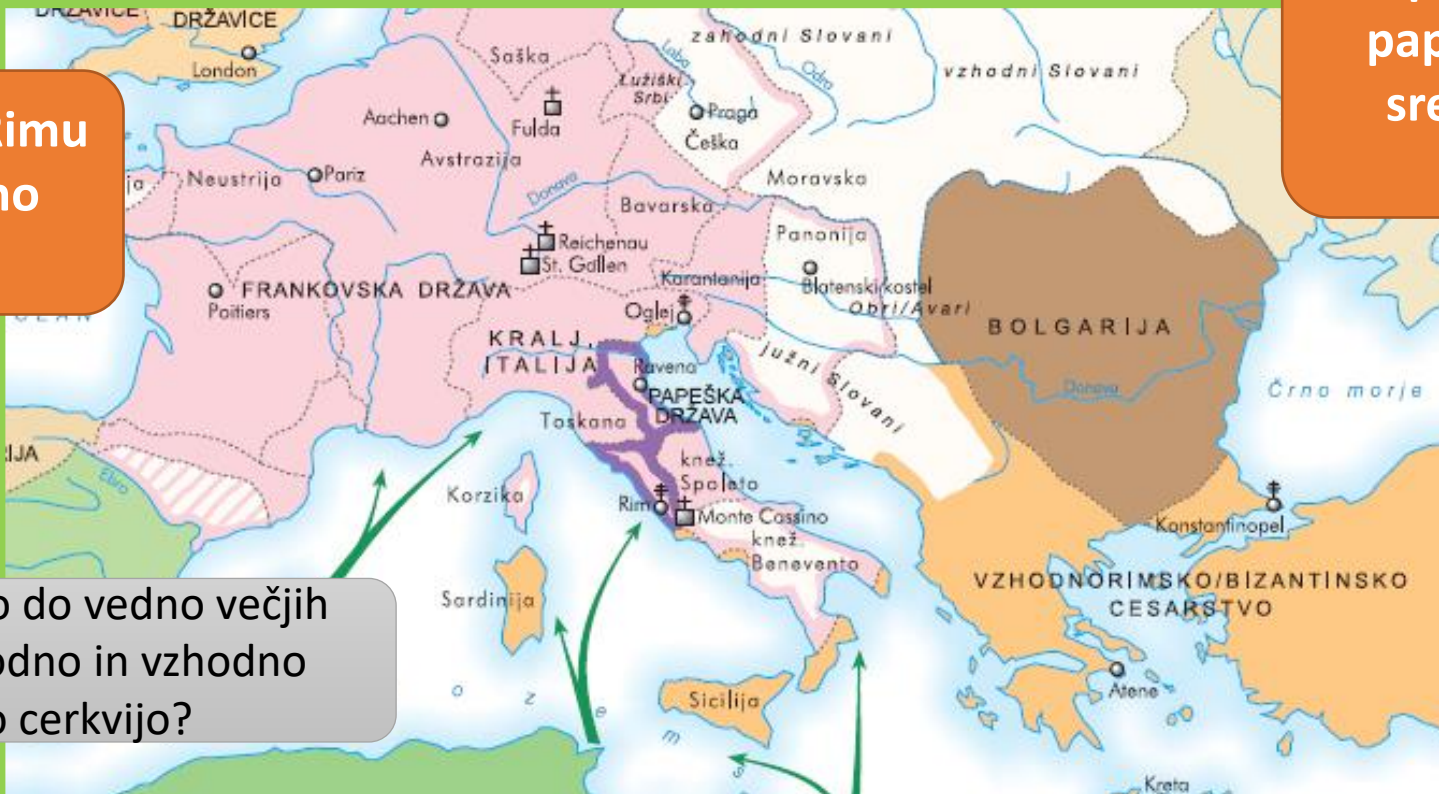 DRŽAVICE
DRŽAVICE
London
zahodni Slovani
vzhodni Slovani
pap
sre
Saška
Laba
Odra
Lužiški
Srbi
Praga
Češka
Aachen
Fulda
Avstrazija
no
Neustrija
Pariz
Donava
Bavarska
Moravska
Panonija
Reichenau
St. Gallen
Karantanija
Blatenski kostel
Obri/Avari
Poitiers
FRANKOVSKA DRŽAVA
Oglej
KRALJ.
ITALIJA
BOLGARIJA
južni Slovani
Ravena
PAPEŠKA
DRŽAVA
Donava
Črno morje
Toskana
IJA
Ebro
knež.
Spoleto
Korzika
Rim
Monte Cassino
knež.
Benevento
Konstantinopel
VZHODNORIMSKO/BIZANTINSKO
CESARSTVO
do vedno večjih
odno in vzhodno
cerkvijo?
Sardinija
Sicilija
Atene
o z e m s
Kreta